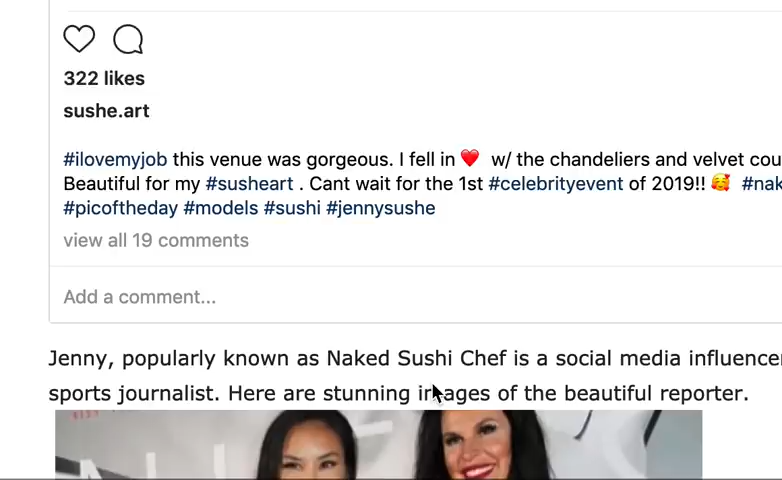 322 likes
sushe.art
#ilovemyjob this venue was gorgeous. I fell in ❤️ w/ the chandeliers and velvet
Beautiful for my #susheart . Cant wait for the 1st #celebrityevent of 2019!! 🥰
#picoftheday #models #sushi #jennysushe
view all 19 comments
Add a comment...
Jenny, popularly known as Naked Sushi Chef is a social media
sports journalist. Here are stunning images of the beautiful reporter.